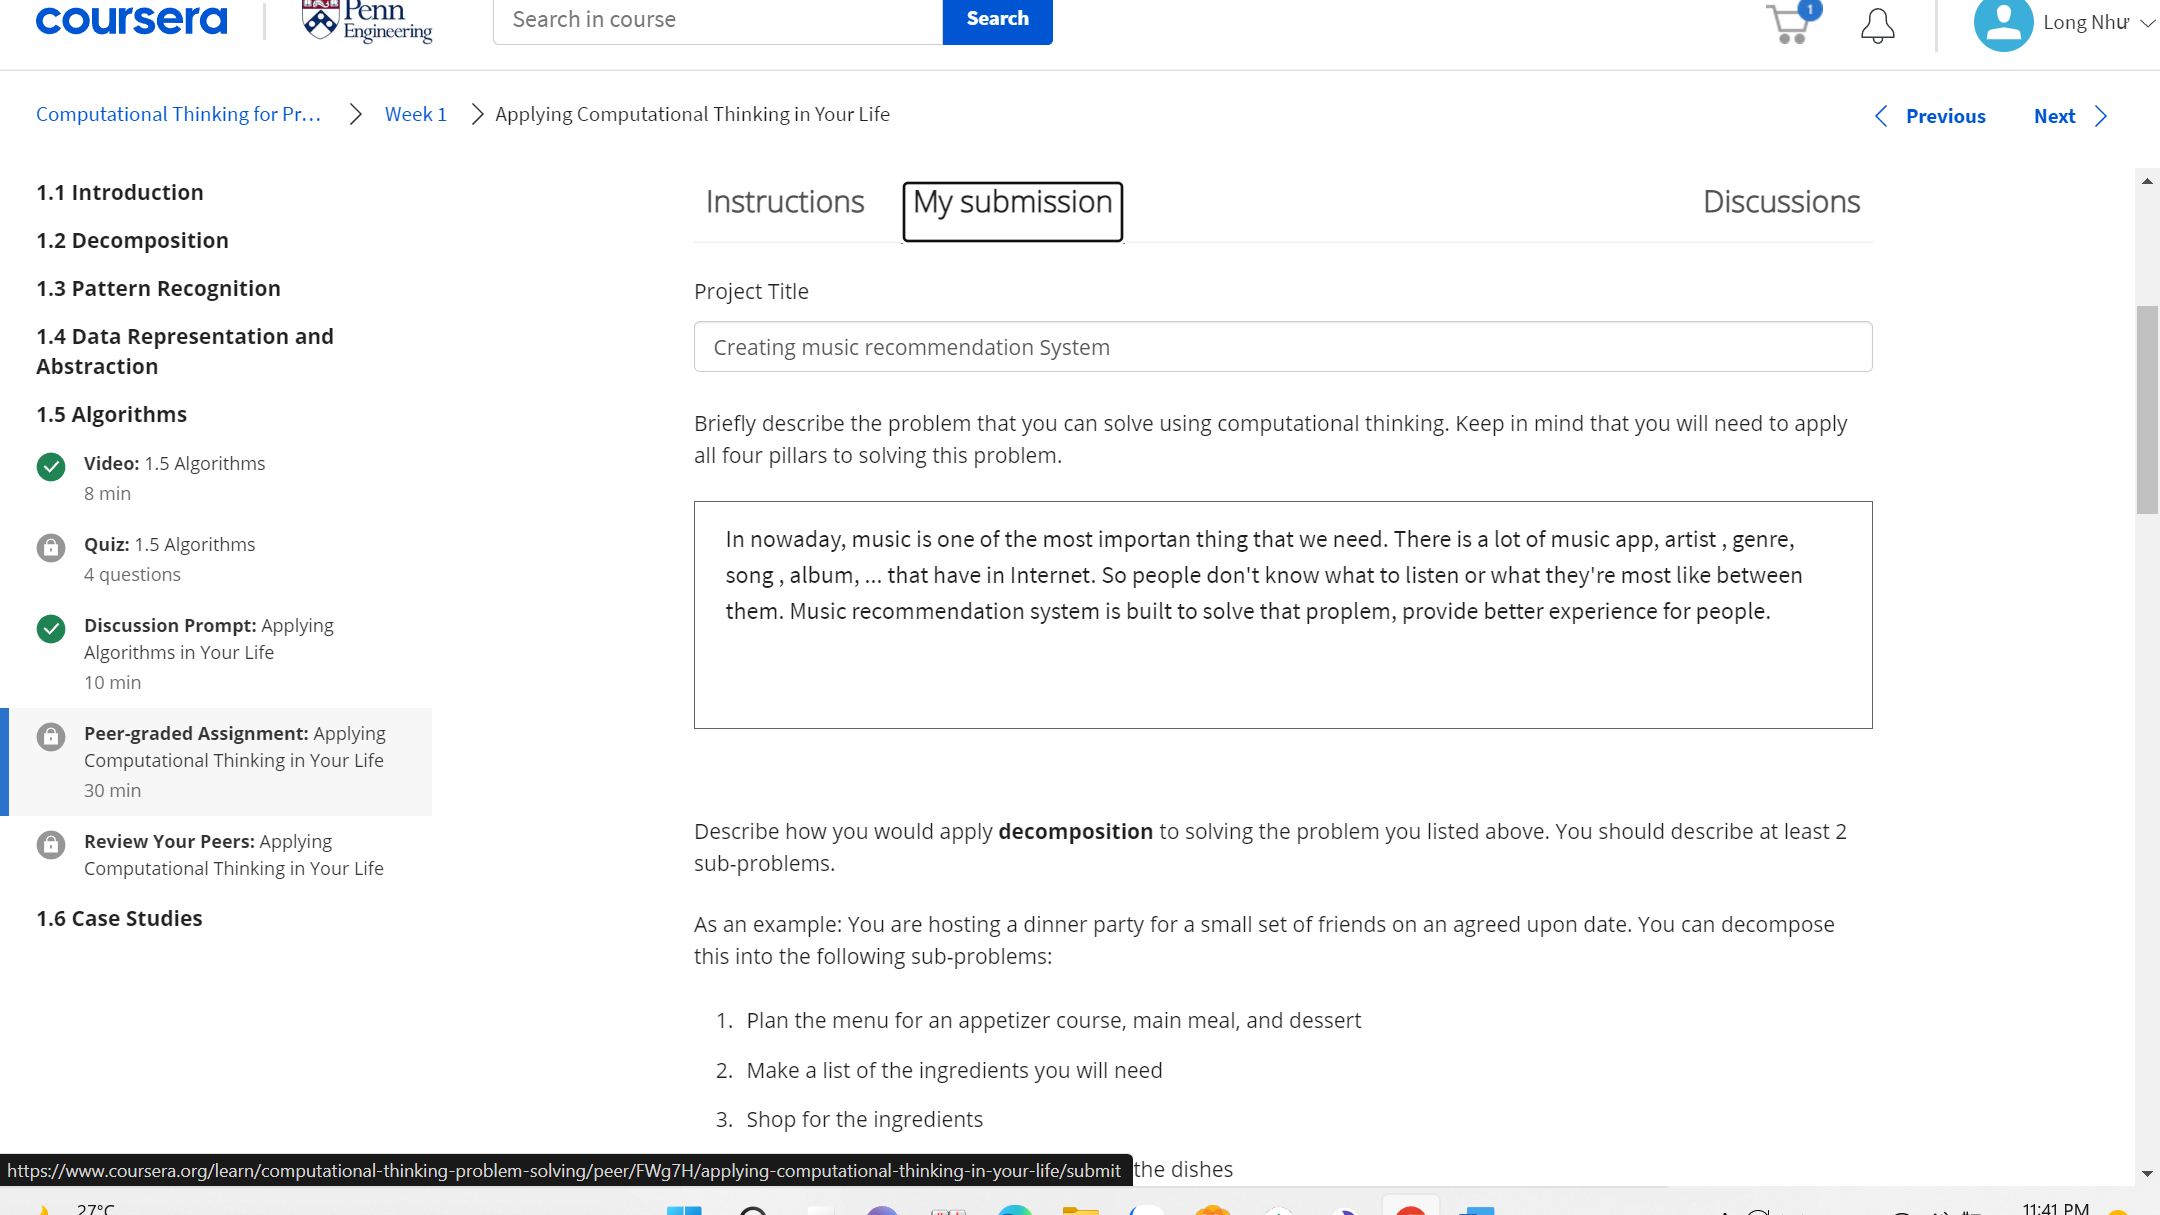 coursera
Penn
Engineering
Search in course
Search
1
Long Như
Computational Thinking for Pr...
Week 1
Applying Computational Thinking in Your Life
Previous
Next
1.1 Introduction
1.2 Decomposition
1.3 Pattern Recognition
1.4 Data Representation and
Abstraction
1.5 Algorithms
Video: 1.5 Algorithms
8 min
Quiz: 1.5 Algorithms
4 questions
Discussion Prompt: Applying
Algorithms in Your Life
10 min
Peer-graded Assignment: Applying
Computational Thinking in Your Life
30 min
Review Your Peers: Applying
Computational Thinking in Your Life
1.6 Case Studies
Instructions
My submission
Discussions
Project Title
Creating music recommendation System
Briefly describe the problem that you can solve using computational thinking. Keep in mind that you will need to apply
all four pillars to solving this problem.
In nowaday, music is one of the most importan thing that we need. There is a lot of music app, artist , genre,
song , album, ... that have in Internet. So people don't know what to listen or what they're most like between
them. Music recommendation system is built to solve that proplem, provide better experience for people.
Describe how you would apply decomposition to solving the problem you listed above. You should describe at least 2
sub-problems.
As an example: You are hosting a dinner party for a small set of friends on an agreed upon date. You can decompose
this into the following sub-problems:
1. Plan the menu for an appetizer course, main meal, and dessert
2. Make a list of the ingredients you will need
3. Shop for the ingredients
the dishes
https://www.coursera.org/learn/computational-thinking-problem-solving/peer/FWg7H/applying-computational-thinking-in-your-life/submit
27°C
11:41 PM